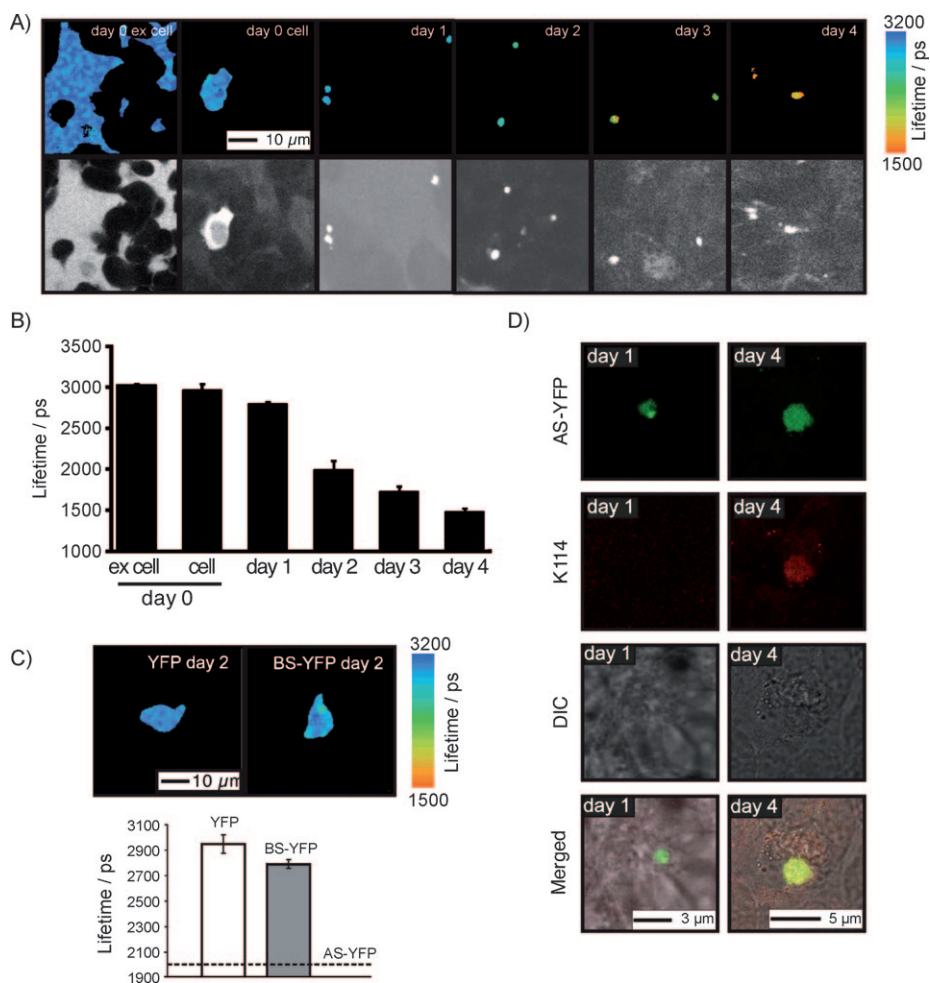 A)
day 0 ex cell
day 0 cell
day 1
day 2
day 3
day 4
10 µm
3200
Lifetime / ps
1500
B)
3500
3000
2500
2000
1500
1000
Lifetime / ps
ex cell
cell
day 1
day 2
day 3
day 4
day 0
C)
YFP day 2
BS-YFP day 2
10 µm
3200
Lifetime / ps
1500
3100
2900
2700
2500
2300
2100
1900
Lifetime / ps
YFP
BS-YFP
AS-YFP
D)
AS-YFP
day 1
day 4
K114
day 1
day 4
DIC
day 1
day 4
Merged
day 1
day 4
3 µm
5 µm